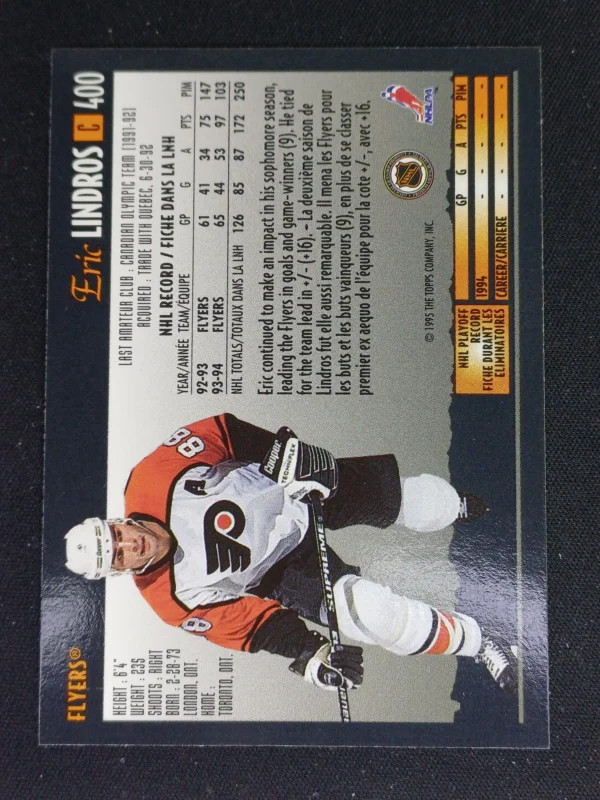 FLYERS®
Eric LINDROS C 400
HEIGHT : 6'4"
WEIGHT : 235
SHOOTS : RIGHT
BORN : 2-28-73
LONDON, ONT.
HOME :
TORONTO, ONT.
LAST AMATEUR CLUB : CANADIAN OLYMPIC TEAM (1991-92)
ACQUIRED : TRADE WITH QUEBEC, 6-30-92
NHL RECORD / FICHE DANS LA LNH
YEAR/ANNÉE TEAM/ÉQUIPE GP G A PTS PIM
92-93 FLYERS 61 41 34 75 147
93-94 FLYERS 65 44 53 97 103
NHL TOTALS/TOTAUX DANS LA LNH 126 85 87 172 250
Eric continued to make an impact in his sophomore season,
leading the Flyers in goals and game-winners (9). He tied
for the team lead in +/- (+16). – La deuxième saison de
Lindros fut elle aussi remarquable. Il mena les Flyers pour
les buts et les buts vainqueurs (9), en plus de se classer
premier ex aequo de l'équipe pour la cote +/-, avec +16.
NHLPA
© 1995 THE TOPPS COMPANY, INC.
NHL PLAYOFF
RECORD
FICHE DURANT LES
ÉLIMINATOIRES
GP G A PTS PIM
1994 - - - - -
CAREER/CARRIÈRE - - - - -
88
A
Cooper
TECHNIFLEX
8
SUPREME